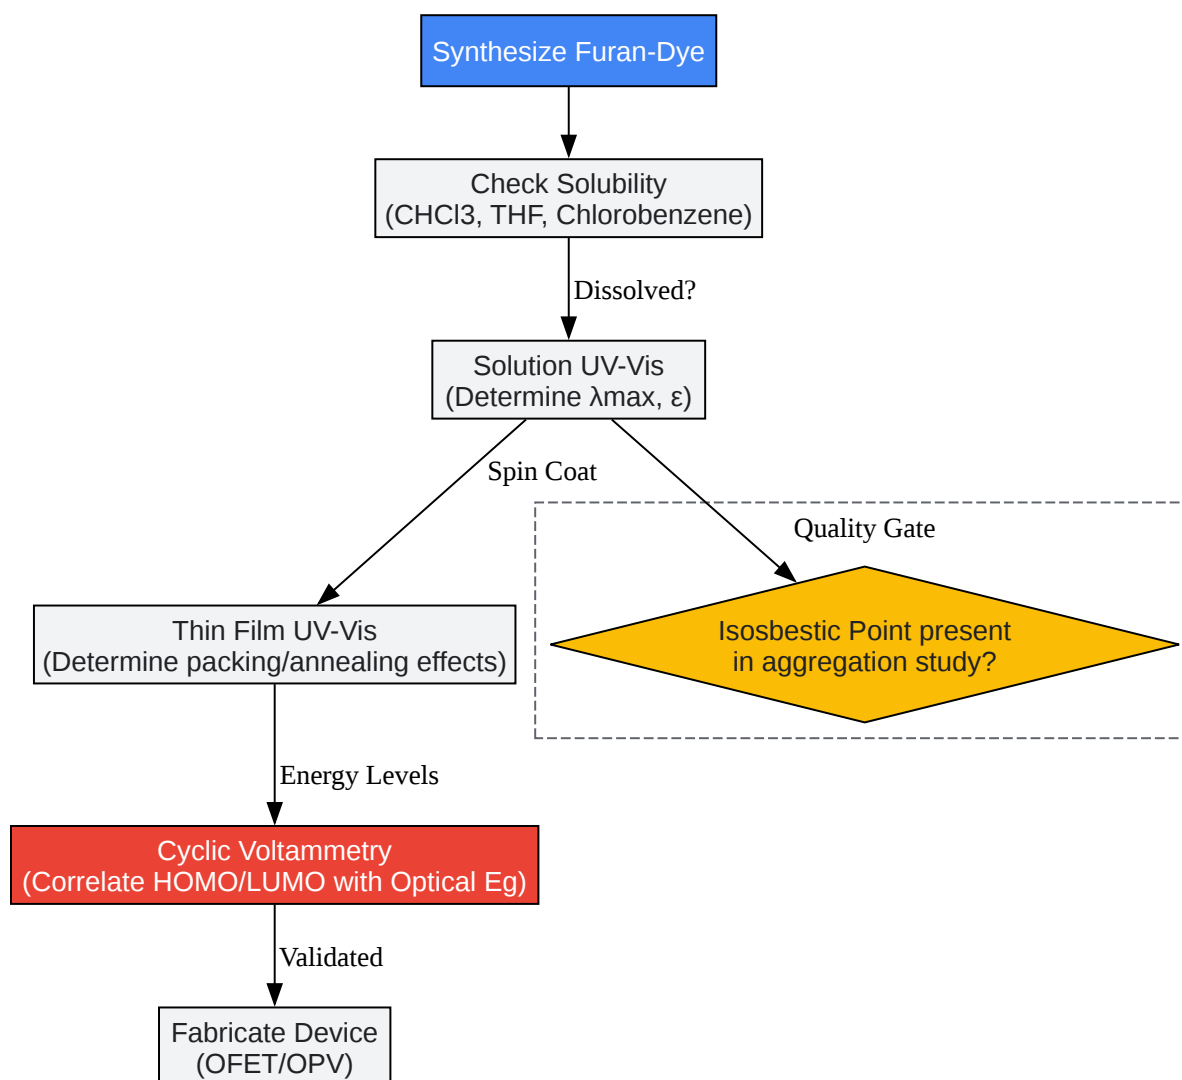 Synthesize Furan-Dye
Check Solubility
(CHCl3, THF, Chlorobenzene)
Dissolved?
Solution UV-Vis
(Determine λmax, ε)
Spin Coat
Quality Gate
Isosbestic Point present
in aggregation study?
Thin Film UV-Vis
(Determine packing/annealing effects)
Energy Levels
Cyclic Voltammetry
(Correlate HOMO/LUMO with Optical Eg)
Validated
Fabricate Device
(OFET/OPV)